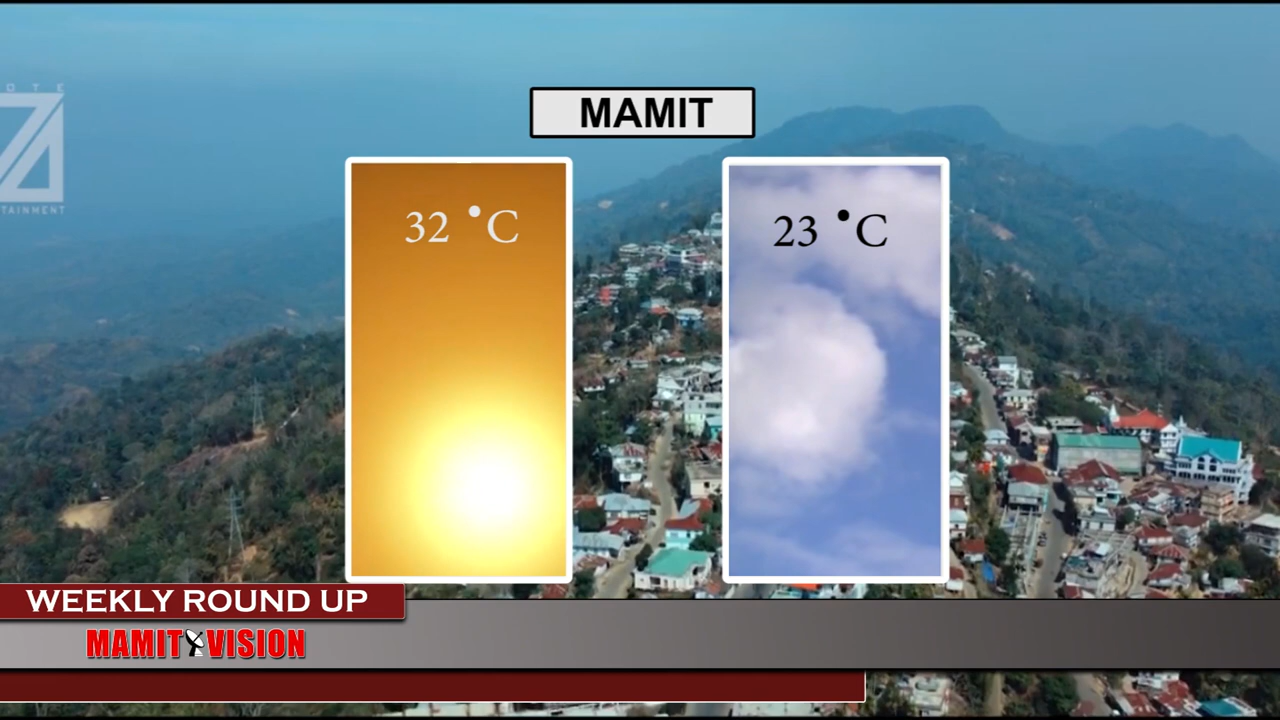 MAMIT
32 °C
23 °C
WEEKLY ROUND UP
MAMIT VISION